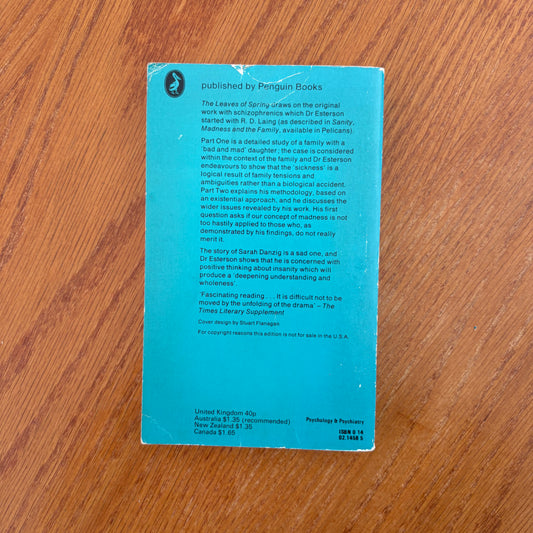 published by Penguin Books
The Leaves of Spring draws on the original
work with schizophrenics which Dr Esterson
started with R. D. Laing (as described in Sanity,
Madness and the Family, available in Pelicans).
Part One is a detailed study of a family with a
'bad and mad' daughter; the case is considered
within the context of the family and Dr Esterson
endeavours to show that the 'sickness' is a
logical result of family tensions and
ambiguities rather than a biological accident.
Part Two explains his methodology, based on
an existential approach, and he discusses the
wider issues revealed by his work. His first
question asks if our concept of madness is not
too hastily applied to those who, as
demonstrated by his findings, do not really
merit it.
The story of Sarah Danzig is a sad one, and
Dr Esterson shows that he is concerned with
positive thinking about insanity which will
produce a 'deepening understanding and
wholeness'.
'Fascinating reading . . . It is difficult not to be
moved by the unfolding of the drama' – The
Times Literary Supplement
Cover design by Stuart Flanagan
For copyright reasons this edition is not for sale in the U.S.A.
United Kingdom 40p
Australia $1.35 (recommended)
New Zealand $1.35
Canada $1.65
Psychology & Psychiatry
ISBN 0 14
02.1458 5